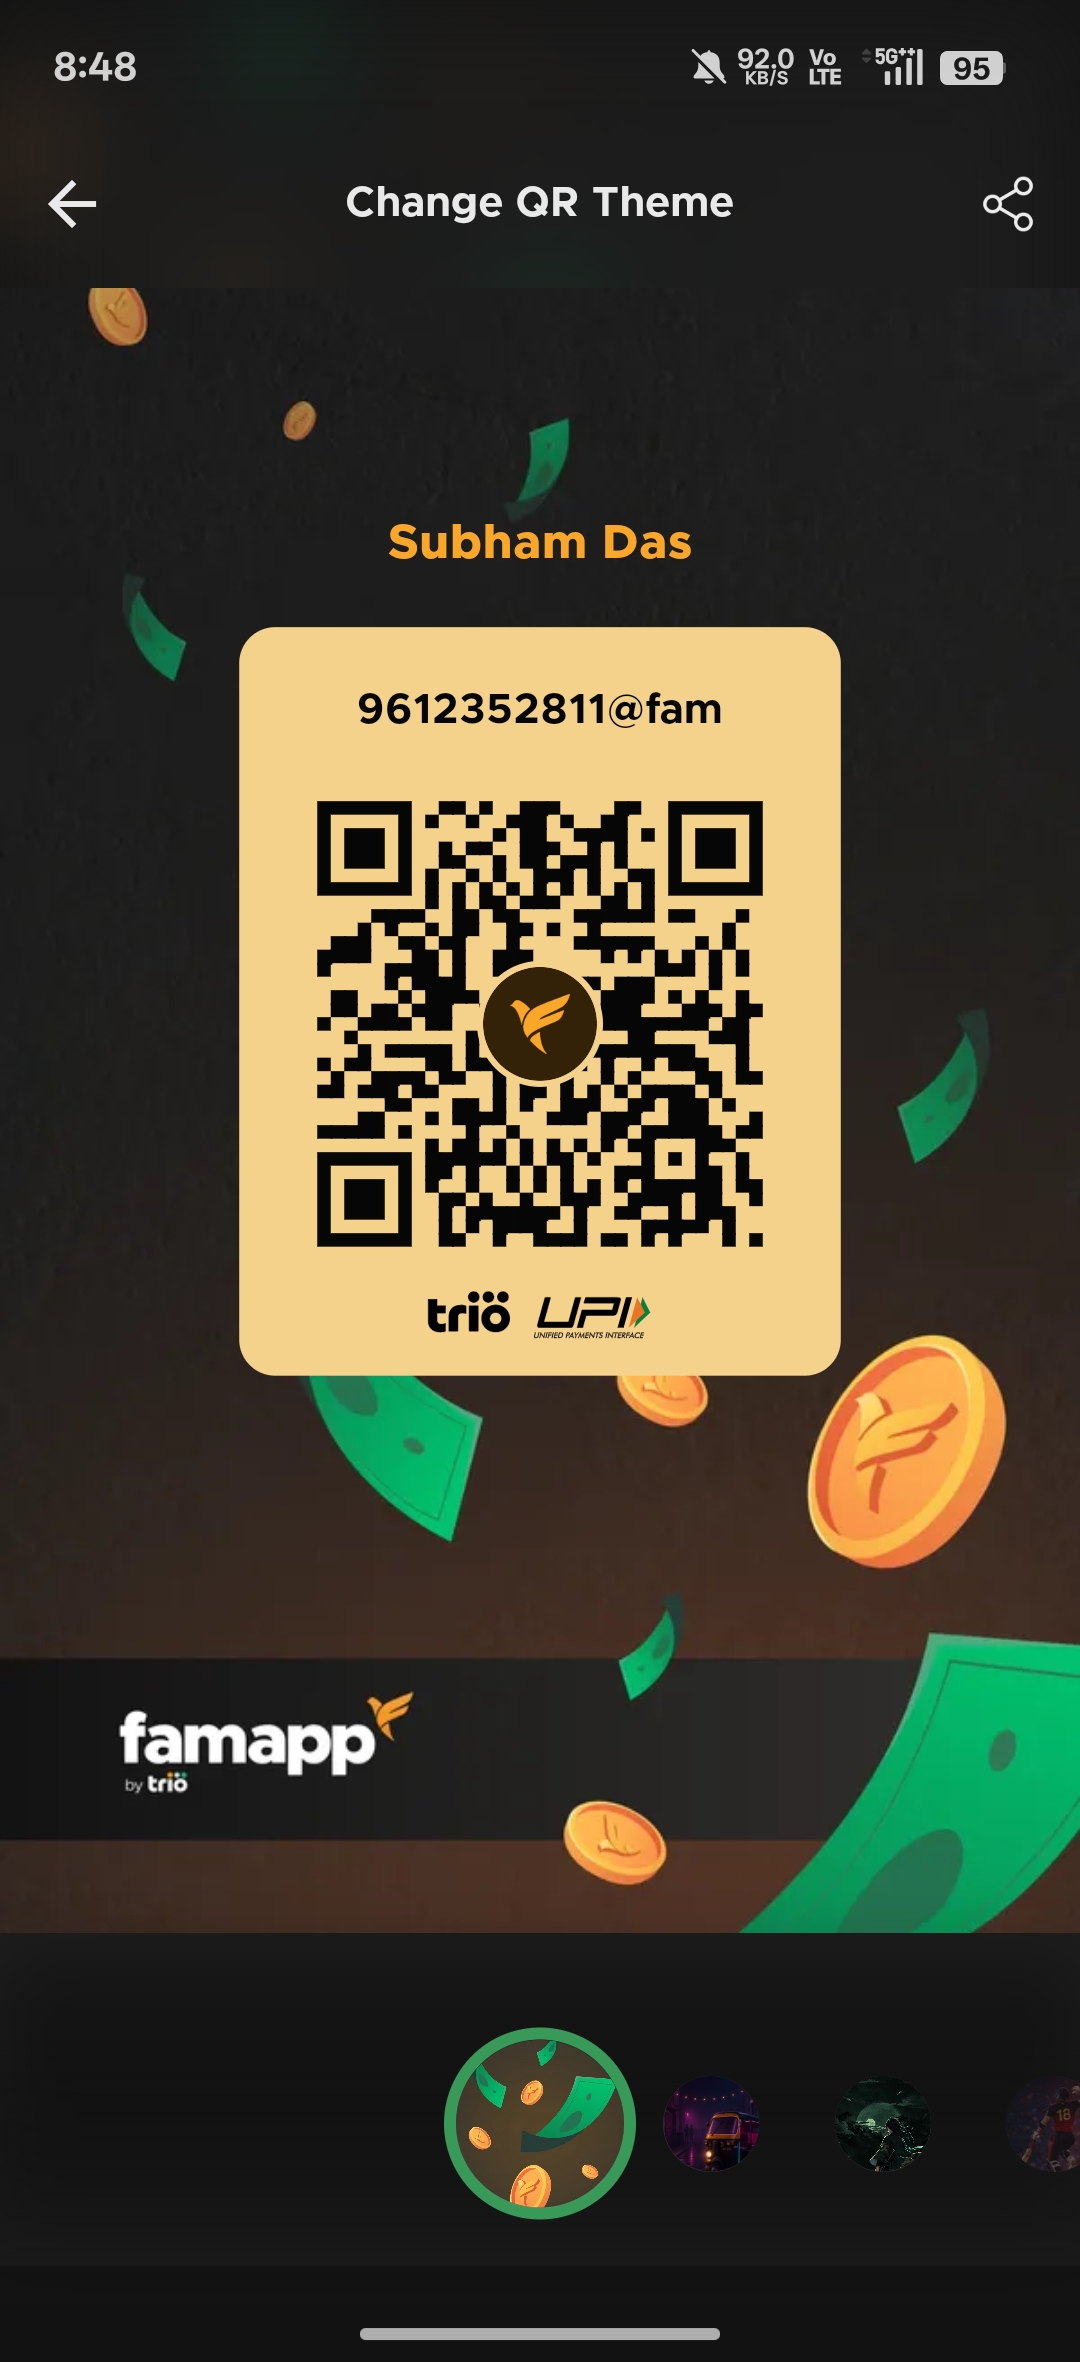 8:48
92.0
KB/S
Vo
LTE
5G++
95
Change QR Theme
Subham Das
9612352811@fam
triö
UPI
UNIFIED PAYMENTS INTERFACE
famapp
by triö
18